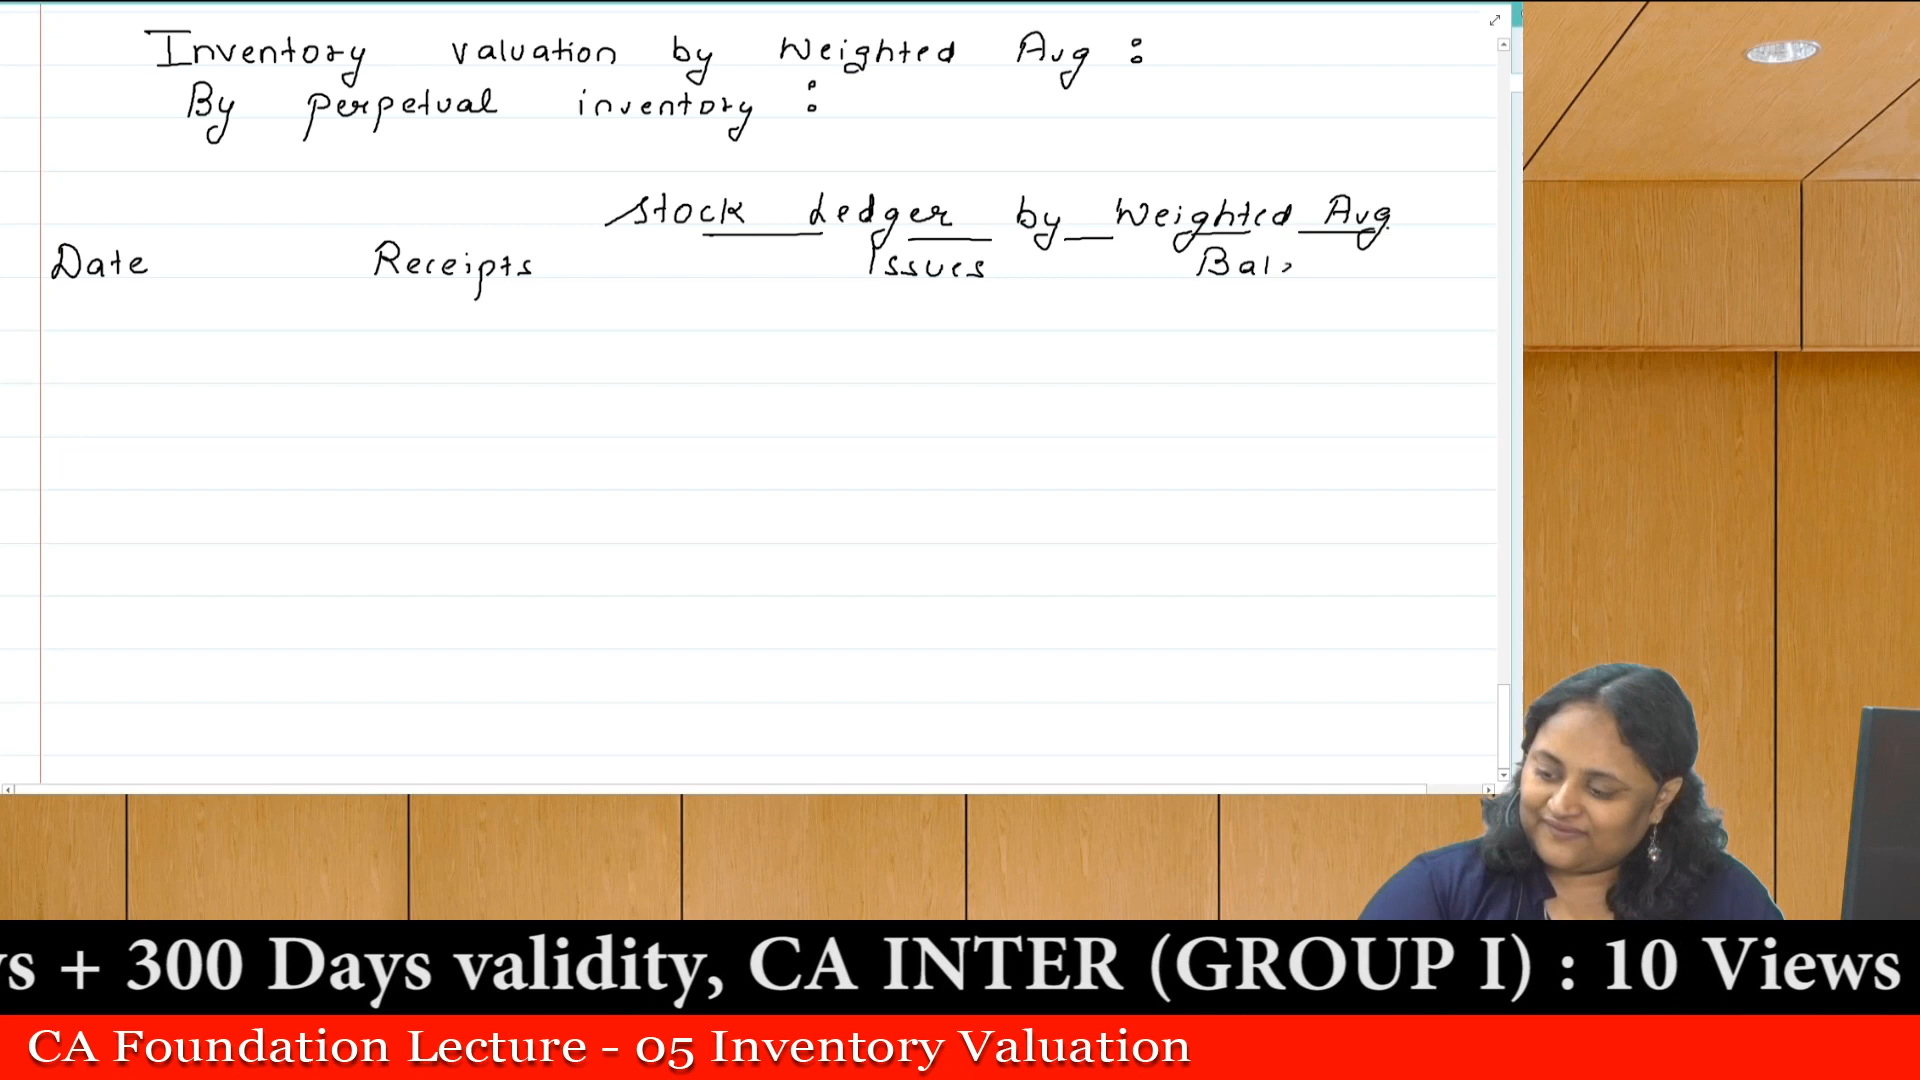 Inventory valuation by Weighted Avg :
By perpetual inventory :
Stock Ledger by Weighted Avg.
Date Receipts Issues Bal.
+ 300 Days validity, CA INTER (GROUP I) : 10 Views
CA Foundation Lecture - 05 Inventory Valuation